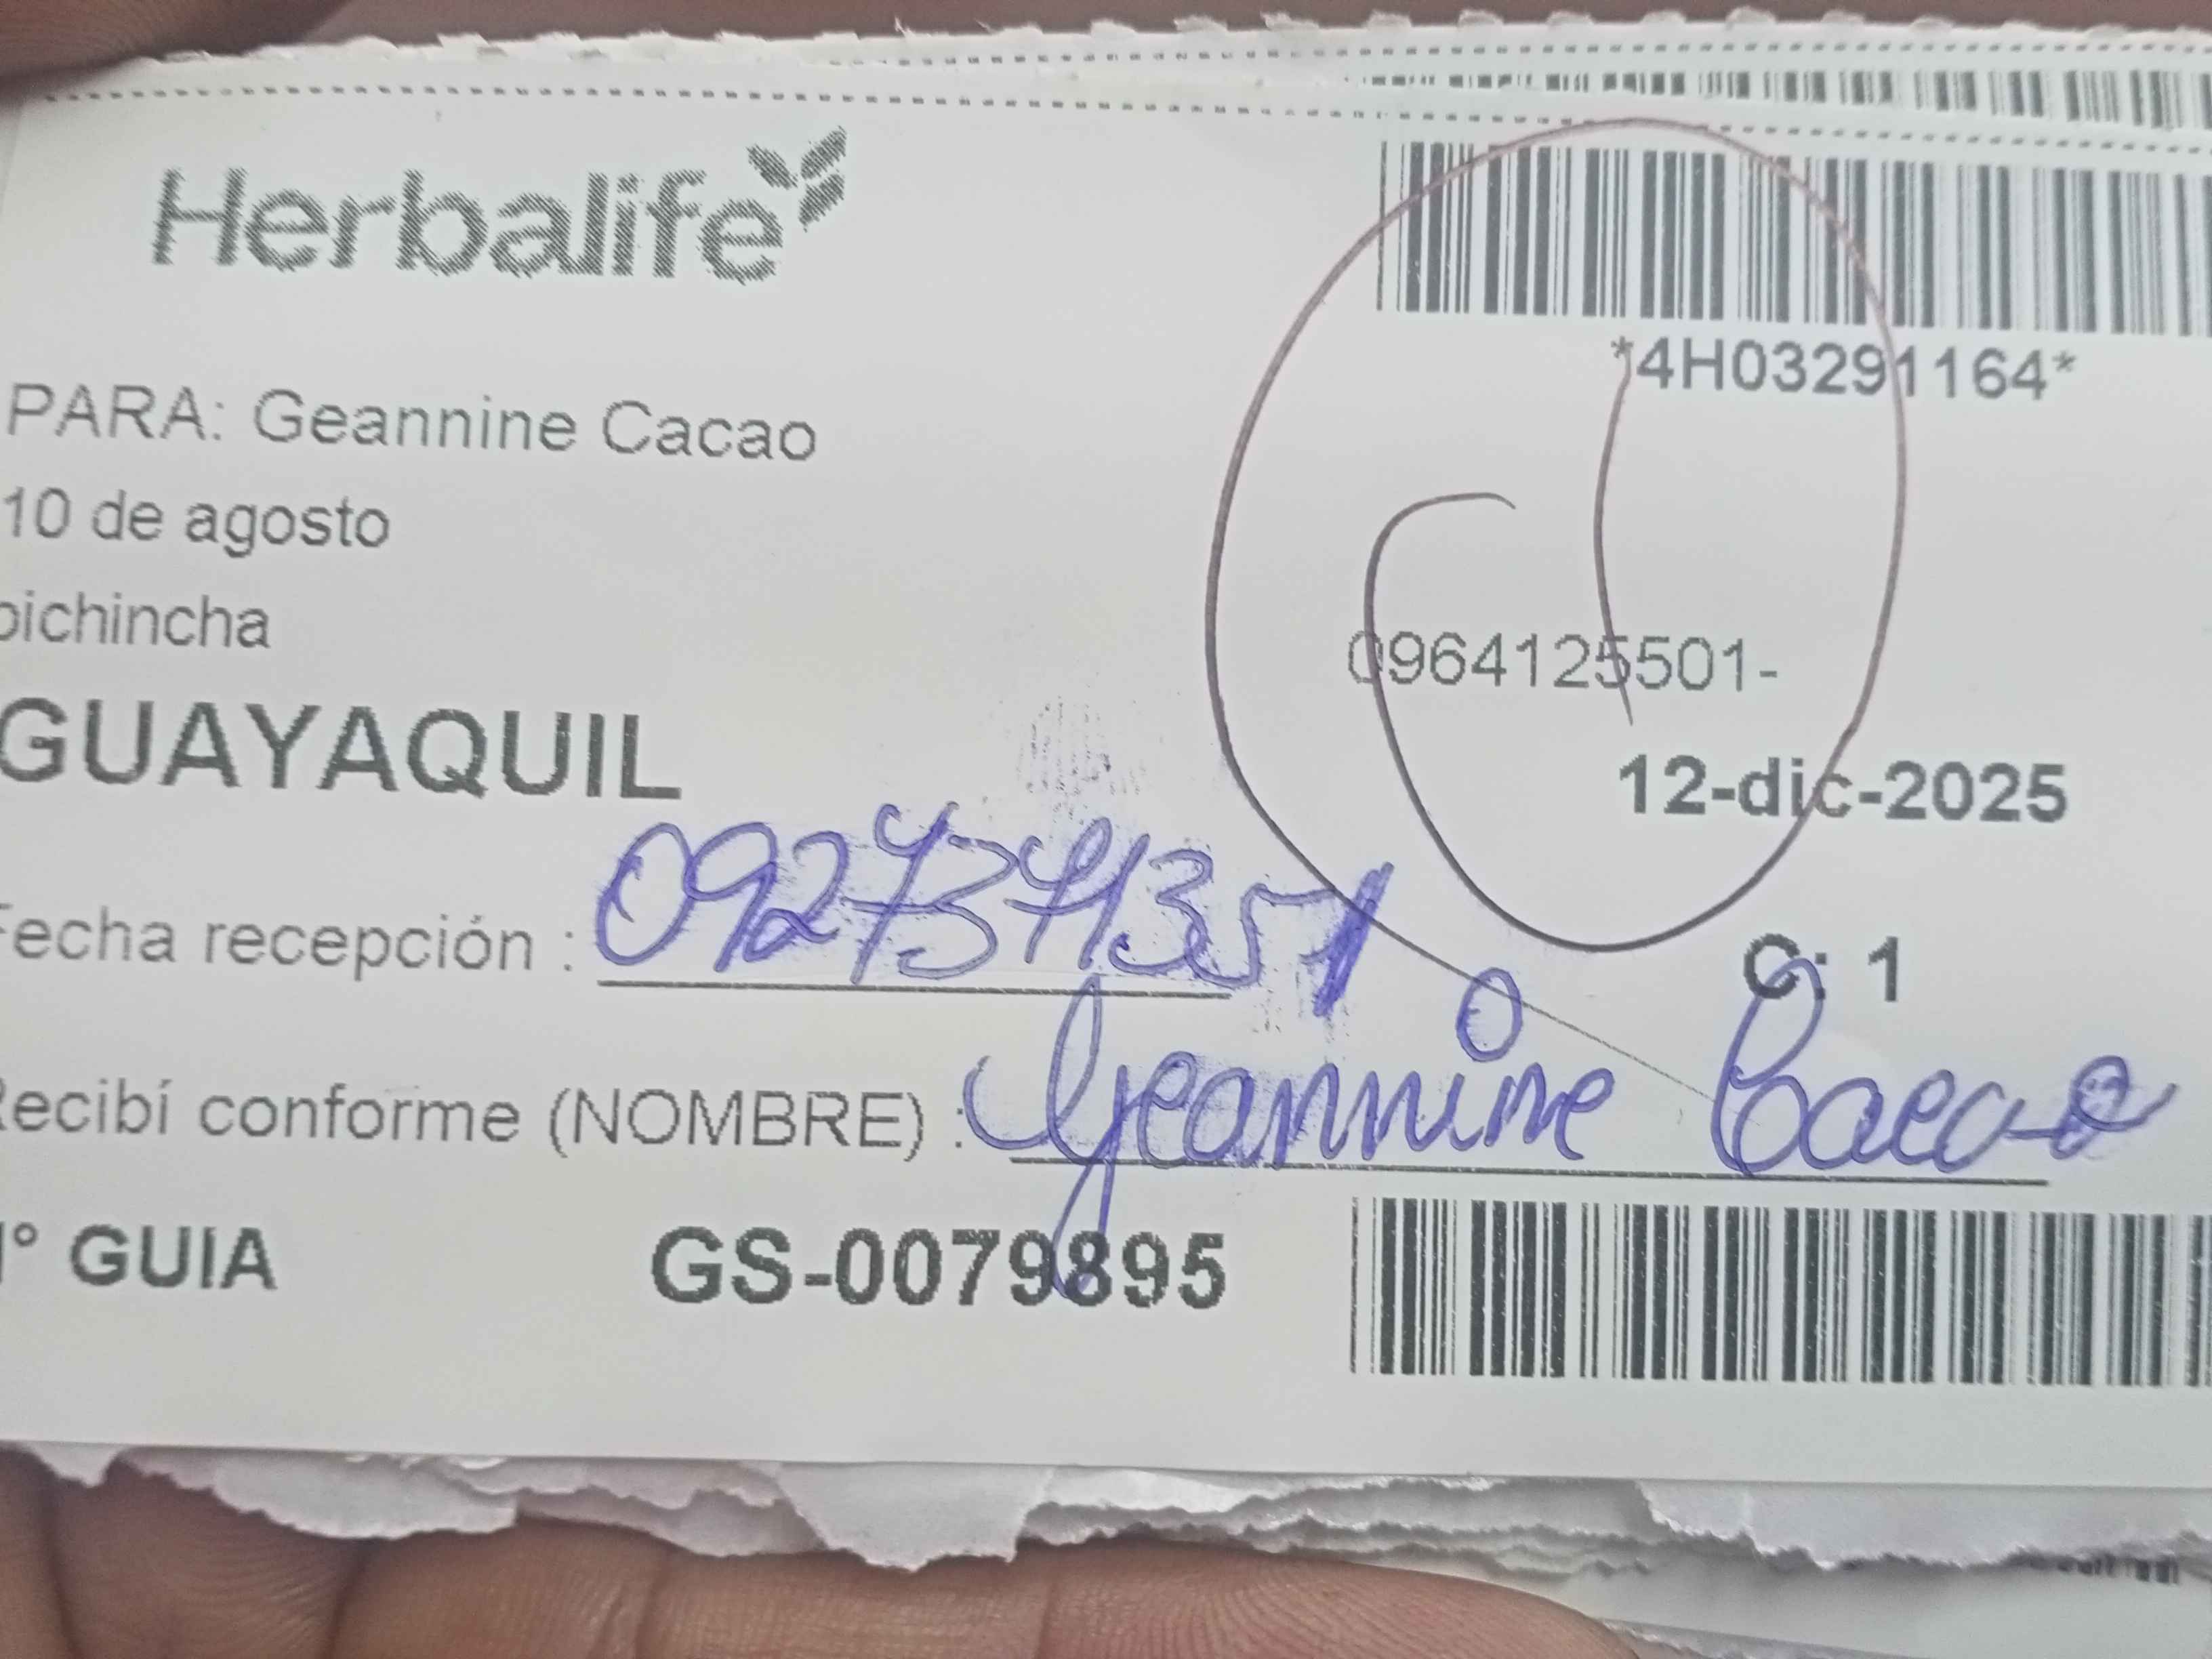 Herbalife
*4H03291164*
PARA: Geannine Cacao
10 de agosto
pichincha
0964125501-
GUAYAQUIL
12-dic-2025
Fecha recepción :
C: 1
Recibí conforme (NOMBRE) : Geannine Cacao
N° GUIA GS-0079895